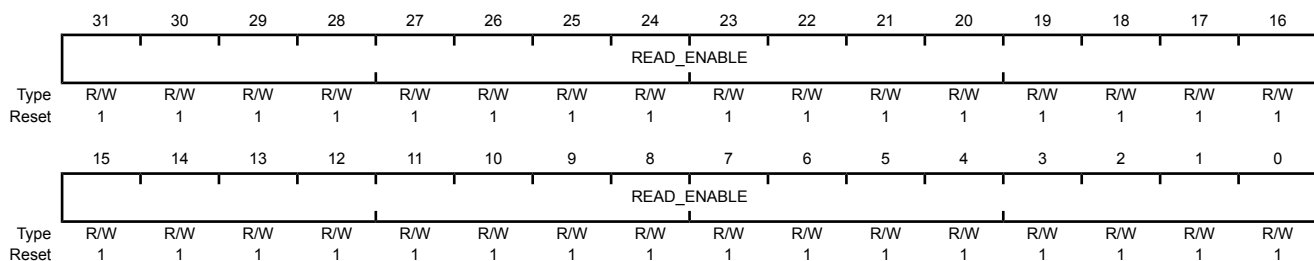 31 30 29 28 27 26 25 24 23 22 21 20 19 18 17 16
READ_ENABLE
Type R/W R/W R/W R/W R/W R/W R/W R/W R/W R/W R/W R/W R/W R/W R/W R/W
Reset 1 1 1 1 1 1 1 1 1 1 1 1 1 1 1 1
15 14 13 12 11 10 9 8 7 6 5 4 3 2 1 0
READ_ENABLE
Type R/W R/W R/W R/W R/W R/W R/W R/W R/W R/W R/W R/W R/W R/W R/W R/W
Reset 1 1 1 1 1 1 1 1 1 1 1 1 1 1 1 1